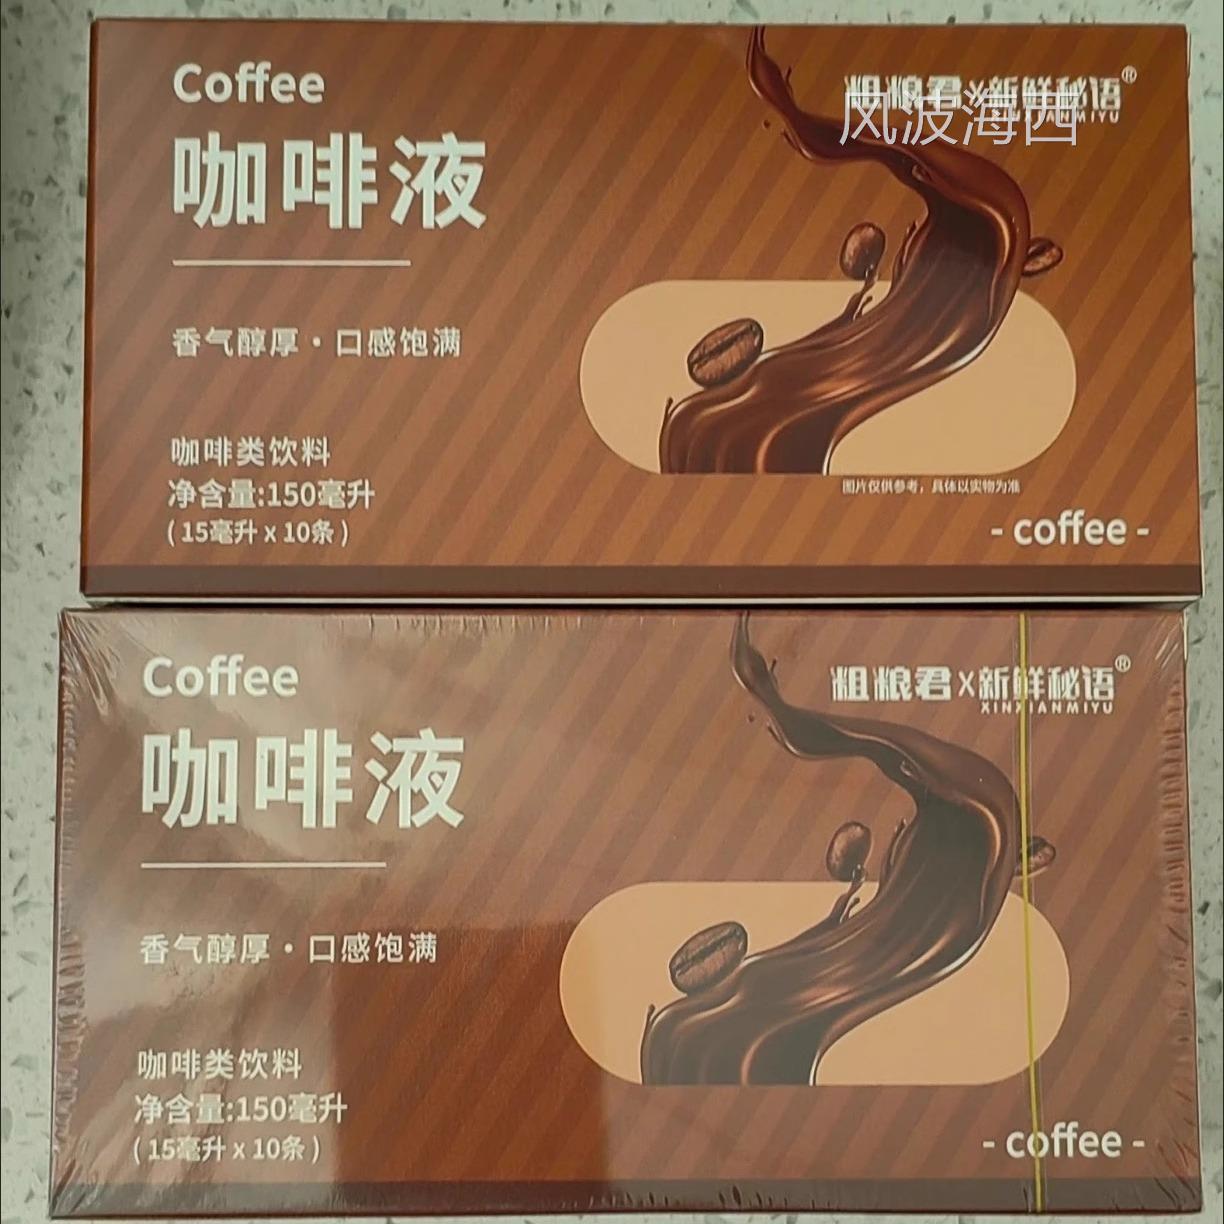 Coffee
咖啡液
香气醇厚·口感饱满
咖啡类饮料
净含量:150毫升
(15毫升x10条)
粗粮君x新鲜秘语®
XINXIANMIYU
风波海西
图片仅供参考，具体以实物为准
- coffee -
Coffee
咖啡液
香气醇厚·口感饱满
咖啡类饮料
净含量:150毫升
(15毫升x10条)
粗粮君x新鲜秘语®
XINXIANMIYU
- coffee -